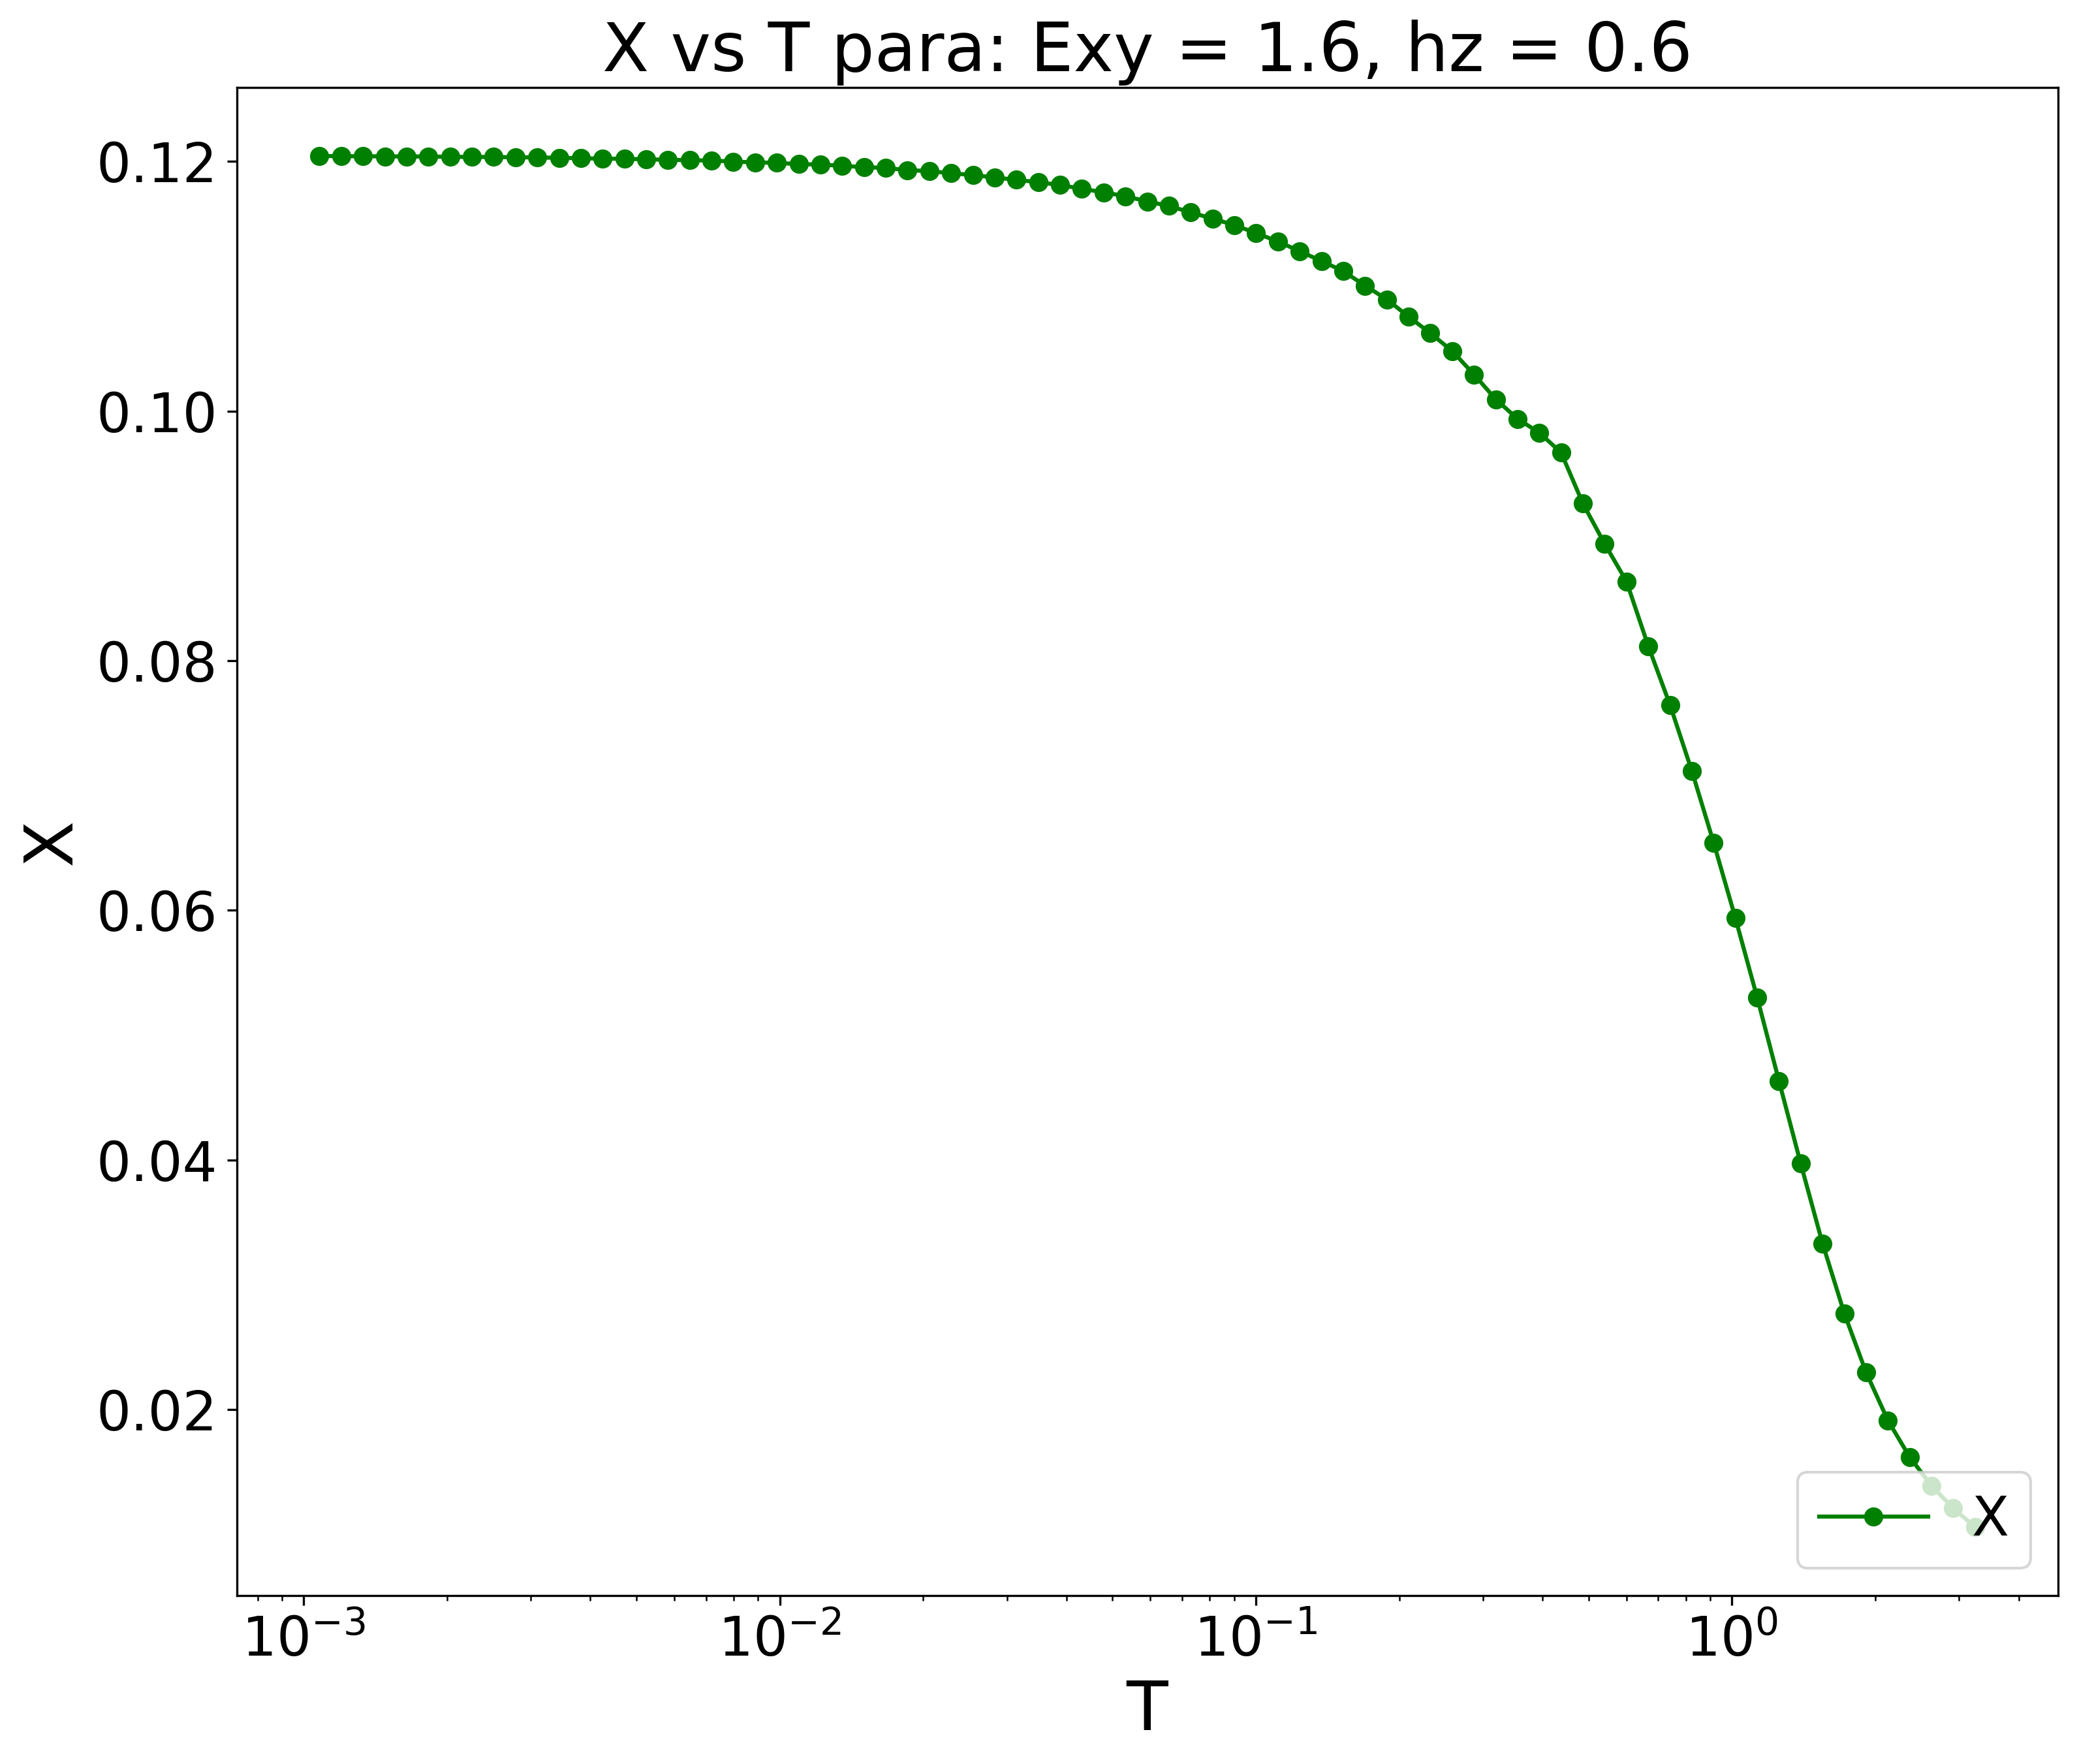 X vs T para: Exy = 1.6, hz = 0.6
0.12
0.10
0.08
0.06
0.04
0.02
X
X
10⁻³ 10⁻² 10⁻¹ 10⁰
T